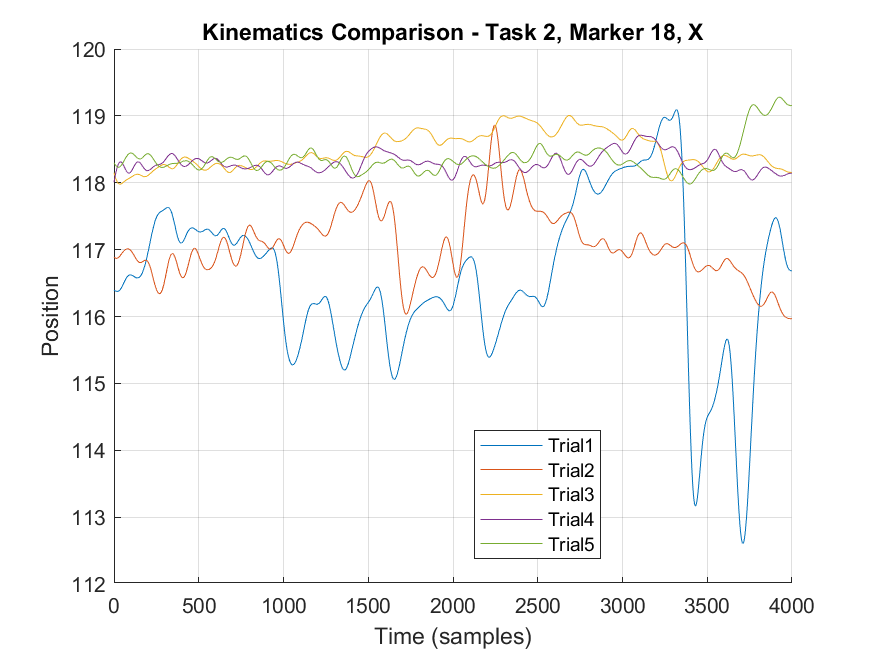 Kinematics Comparison - Task 2, Marker 18, X
120
119
118
117
116
115
114
113
112
Position
Trial1
Trial2
Trial3
Trial4
Trial5
0 500 1000 1500 2000 2500 3000 3500 4000
Time (samples)